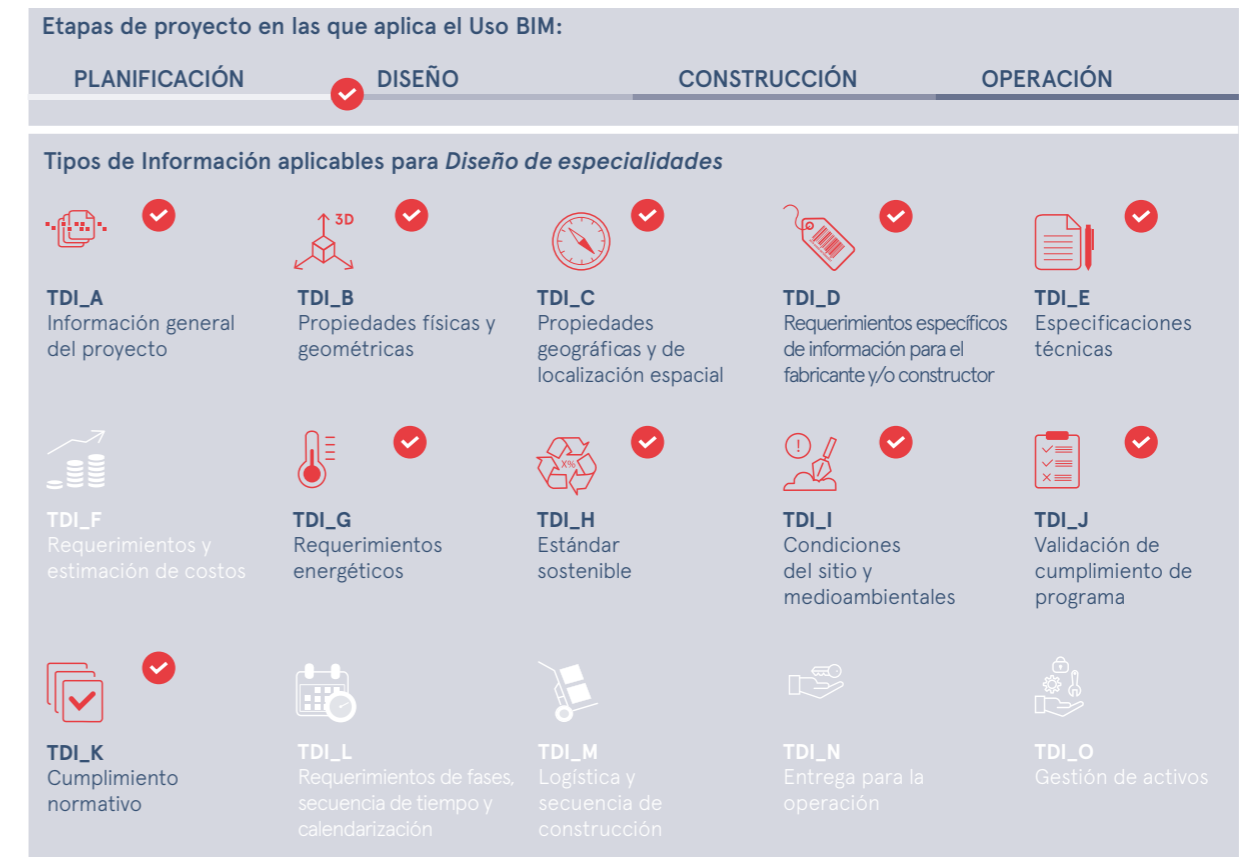 Etapas de proyecto en las que aplica el Uso BIM:
PLANIFICACIÓN DISEÑO CONSTRUCCIÓN OPERACIÓN
Tipos de Información aplicables para Diseño de especialidades
3D
TDI_A
Información general
del proyecto
TDI_B
Propiedades físicas y
geométricas
TDI_C
Propiedades
geográficas y de
localización espacial
TDI_D
Requerimientos específicos
de información para el
fabricante y/o constructor
TDI_E
Especificaciones
técnicas
TDI_F
Requerimientos y
estimación de costos
TDI_G
Requerimientos
energéticos
X%
TDI_H
Estándar
sostenible
TDI_I
Condiciones
del sitio y
medioambientales
TDI_J
Validación de
cumplimiento de
programa
TDI_K
Cumplimiento
normativo
TDI_L
Requerimientos de fases,
secuencia de tiempo y
calendarización
TDI_M
Logística y
secuencia de
construcción
TDI_N
Entrega para la
operación
TDI_O
Gestión de activos